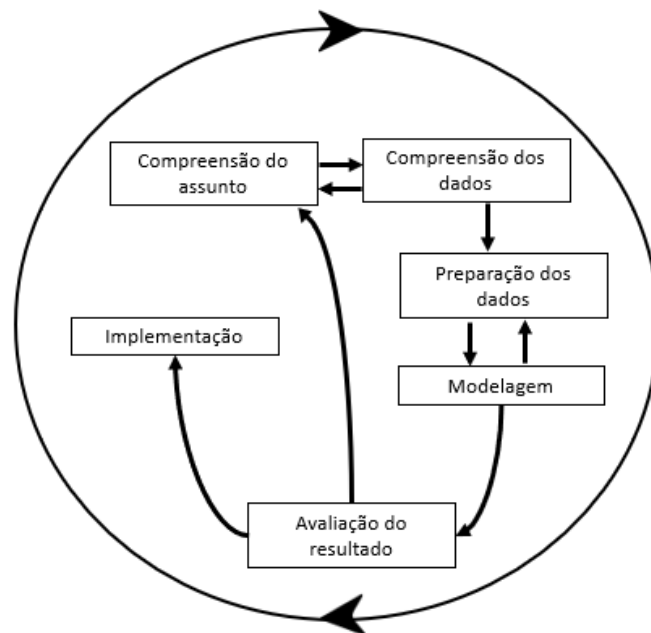 Compreensão do
assunto
Compreensão dos
dados
Preparação dos
dados
Implementação
Modelagem
Avaliação do
resultado